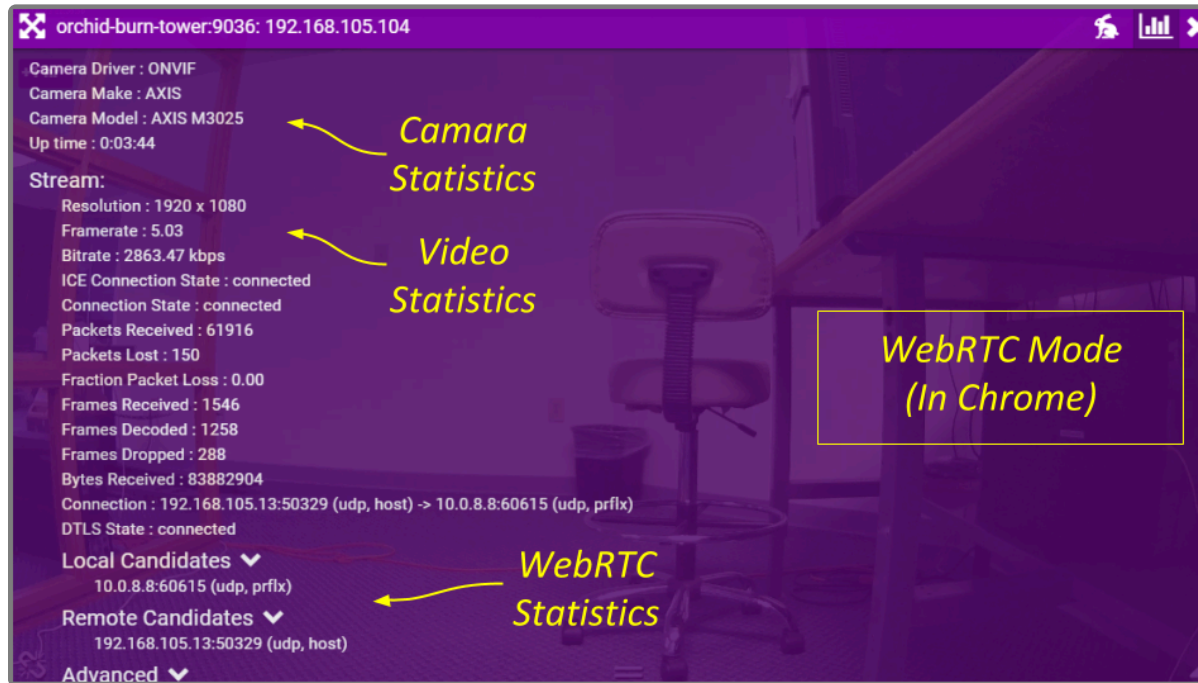 orchid-burn-tower:9036: 192.168.105.104
Camera Driver : ONVIF
Camera Make : AXIS
Camera Model : AXIS M3025
Up time : 0:03:44
Camara
Statistics
Stream:
Resolution : 1920 x 1080
Framerate : 5.03
Bitrate : 2863.47 kbps
ICE Connection State : connected
Connection State : connected
Packets Received : 61916
Packets Lost : 150
Fraction Packet Loss : 0.00
Frames Received : 1546
Frames Decoded : 1258
Frames Dropped : 288
Bytes Received : 83882904
Connection : 192.168.105.13:50329 (udp, host) -> 10.0.8.8:60615 (udp, prflx)
DTLS State : connected
Video
Statistics
WebRTC Mode
(In Chrome)
Local Candidates
10.0.8.8:60615 (udp, prflx)
Remote Candidates
192.168.105.13:50329 (udp, host)
Advanced
WebRTC
Statistics